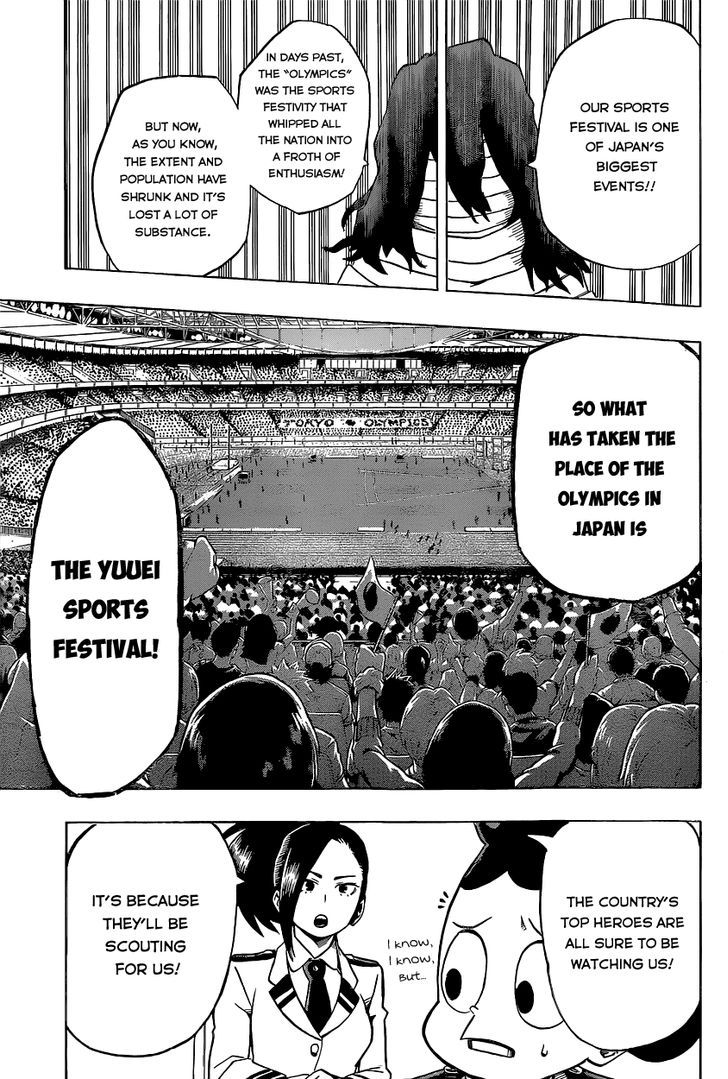 OUR SPORTS
FESTIVAL IS ONE
OF JAPAN'S
BIGGEST
EVENTS!!
IN DAYS PAST,
THE "OLYMPICS"
WAS THE SPORTS
FESTIVITY THAT
WHIPPED ALL
THE NATION INTO
A FROTH OF
ENTHUSIASM!
BUT NOW,
AS YOU KNOW,
THE EXTENT AND
POPULATION HAVE
SHRUNK AND IT'S
LOST A LOT OF
SUBSTANCE.
SO WHAT
HAS TAKEN THE
PLACE OF THE
OLYMPICS IN
JAPAN IS
TOKYO OLYMPICS
THE YUUEI
SPORTS
FESTIVAL!
THE COUNTRY'S
TOP HEROES ARE
ALL SURE TO BE
WATCHING US!
I know,
I know,
But...
IT'S BECAUSE
THEY'LL BE
SCOUTING
FOR US!